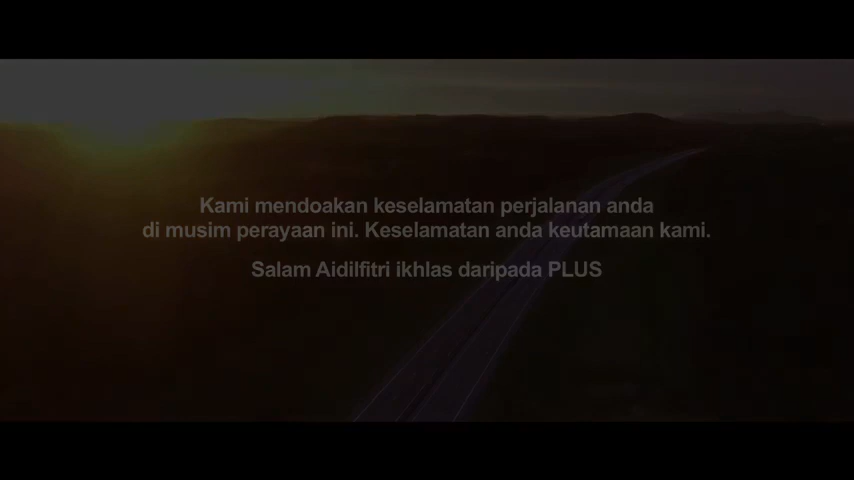 Kami mendoakan keselamatan perjalanan anda
di musim perayaan ini. Keselamatan anda keutamaan kami.
Salam Aidilfitri ikhlas daripada PLUS